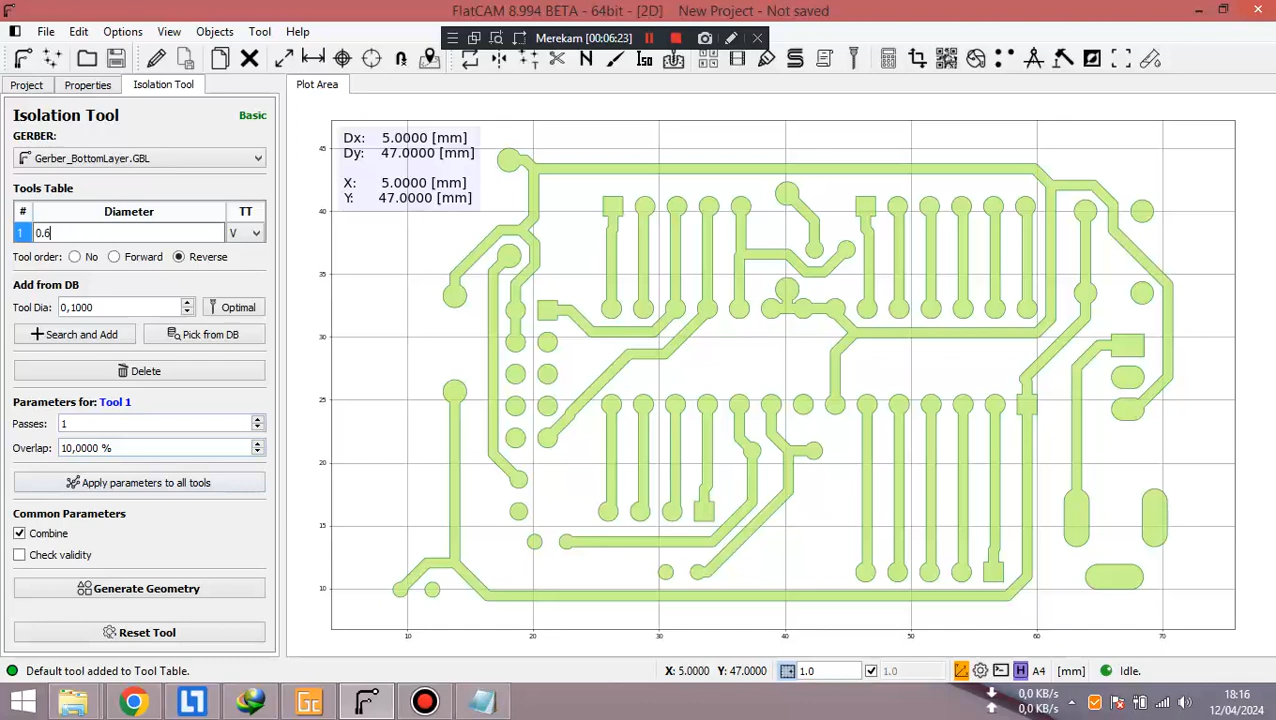 FlatCAM 8.994 BETA - 64bit - [2D]    New Project - Not saved
File Edit Options View Objects Tool Help
Merekam [00:06:23]
Iso
Project Properties Isolation Tool
Plot Area
Isolation Tool Basic
GERBER:
Gerber_BottomLayer.GBL
Tools Table
# Diameter TT
1 0.6 V
Tool order: No Forward Reverse
Add from DB
Tool Dia: 0,1000 Optimal
Search and Add Pick from DB
Delete
Parameters for: Tool 1
Passes: 1
Overlap: 10,0000 %
Apply parameters to all tools
Common Parameters
Combine
Check validity
Generate Geometry
Reset Tool
Dx: 5.0000 [mm]
Dy: 47.0000 [mm]
X: 5.0000 [mm]
Y: 47.0000 [mm]
45
40
35
30
25
20
15
10
10 20 30 40 50 60 70
Default tool added to Tool Table.
X: 5.0000 Y: 47.0000 1.0 1.0 H A4 [mm] Idle.
Gc
0,0 KB/s
0,0 KB/s
18:16
12/04/2024